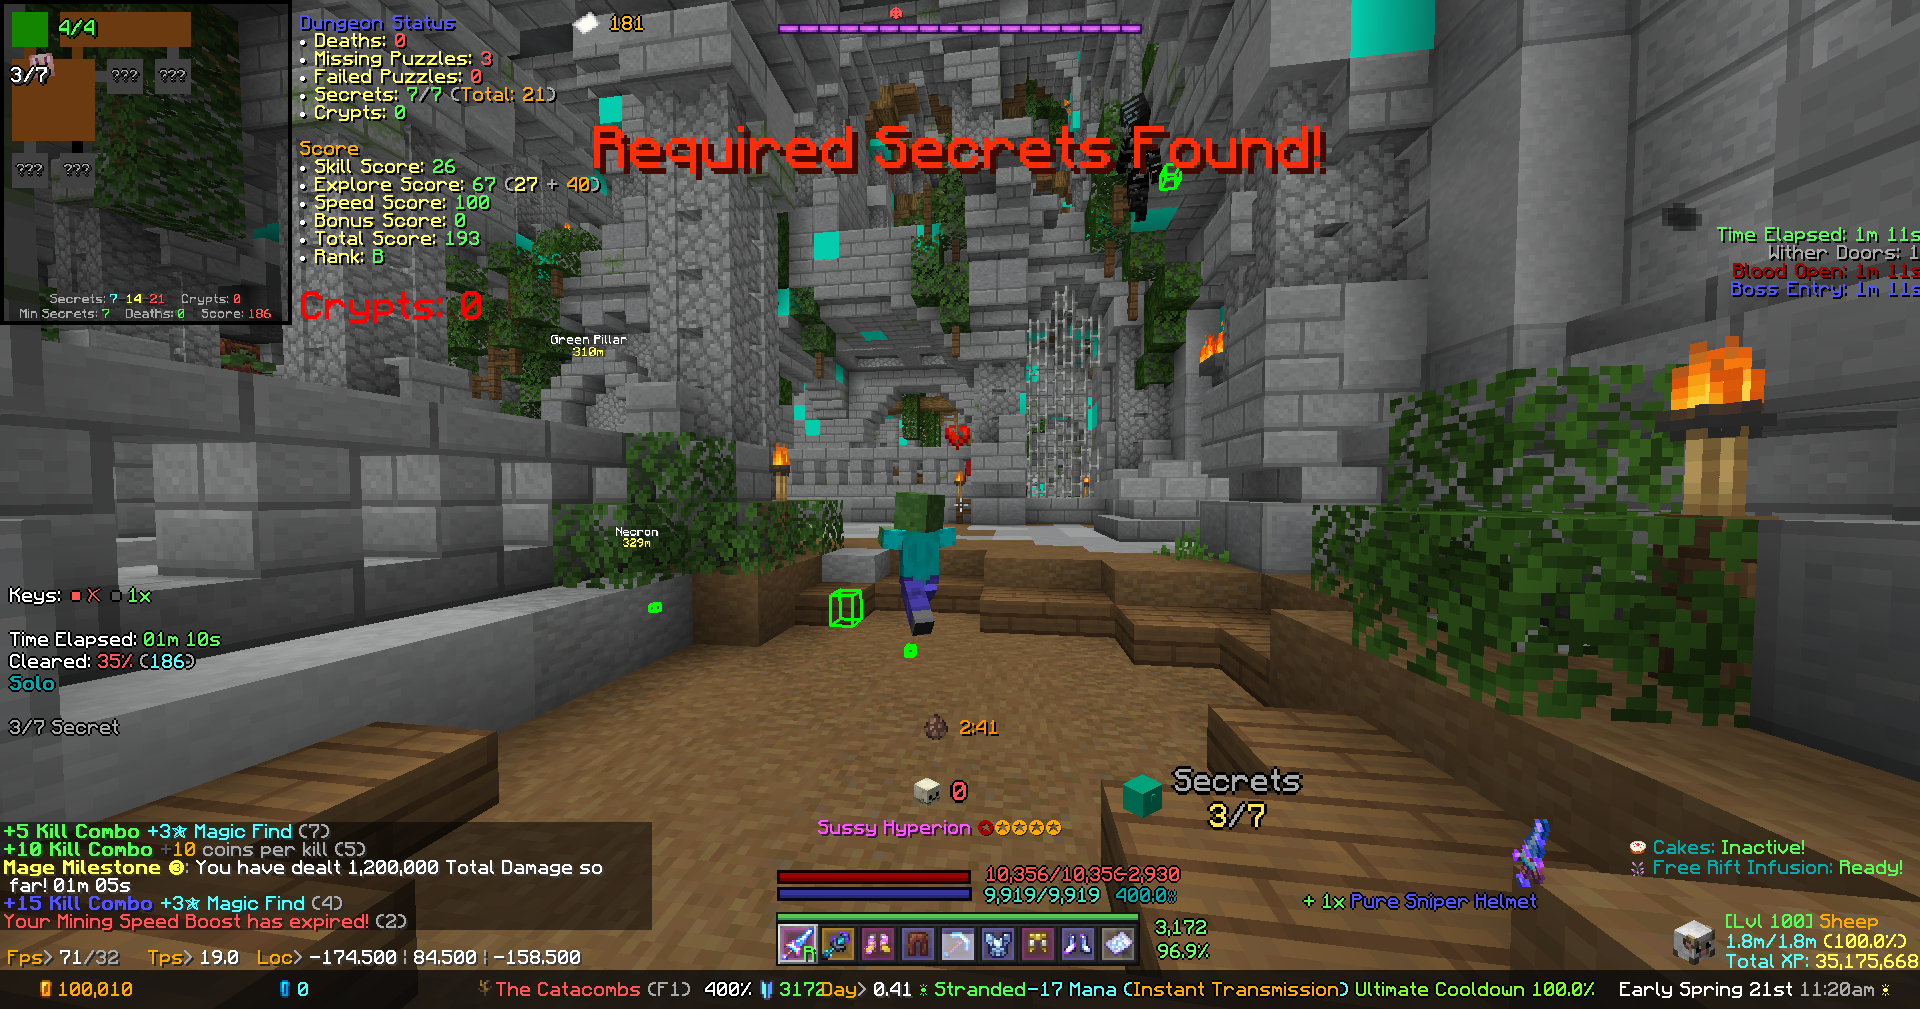 4/4
3/7
???
???
???
???
Secrets: 7-14-21 Crypts: 0
Min Secrets: 7 Deaths: 0 Score: 186
Dungeon Status
• Deaths: 0
• Missing Puzzles: 3
• Failed Puzzles: 0
• Secrets: 7/7 (Total: 21)
• Crypts: 0
Score
• Skill Score: 26
• Explore Score: 67 (27 + 40)
• Speed Score: 100
• Bonus Score: 0
• Total Score: 193
• Rank: B
Crypts: 0
181
Required Secrets Found!
Time Elapsed: 1m 11s
Wither Doors: 1
Blood Open: 1m 11s
Boss Entry: 1m 11s
Green Pillar
310m
Necron
329m
Keys: ■ X ■ 1x
Time Elapsed: 01m 10s
Cleared: 35% (186)
Solo
3/7 Secret
2:41
0
Secrets
3/7
Sussy Hyperion ✪✪✪✪✪
+5 Kill Combo +3✯ Magic Find (7)
+10 Kill Combo +10 coins per kill (5)
Mage Milestone ❸: You have dealt 1,200,000 Total Damage so
far! 01m 05s
+15 Kill Combo +3✯ Magic Find (4)
Your Mining Speed Boost has expired! (2)
10,356/10,356-2,930
9,919/9,919 400.0%
3,172
96.9%
R
+ 1x Pure Sniper Helmet
Cakes: Inactive!
Free Rift Infusion: Ready!
[Lvl 100] Sheep
1.8m/1.8m (100.0%)
Total XP: 35,175,668
Fps> 71/32 Tps> 19.0 Loc> -174.500 | 84.500 | -158.500
100,010 0 The Catacombs (F1) 400% 3172 Day> 0.41 Stranded-17 Mana (Instant Transmission) Ultimate Cooldown 100.0% Early Spring 21st 11:20am